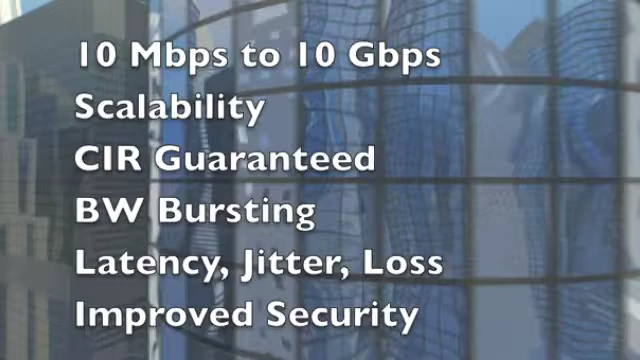 10 Mbps to 10 Gbps
Scalability
CIR Guaranteed
BW Bursting
Latency, Jitter, Loss
Improved Security